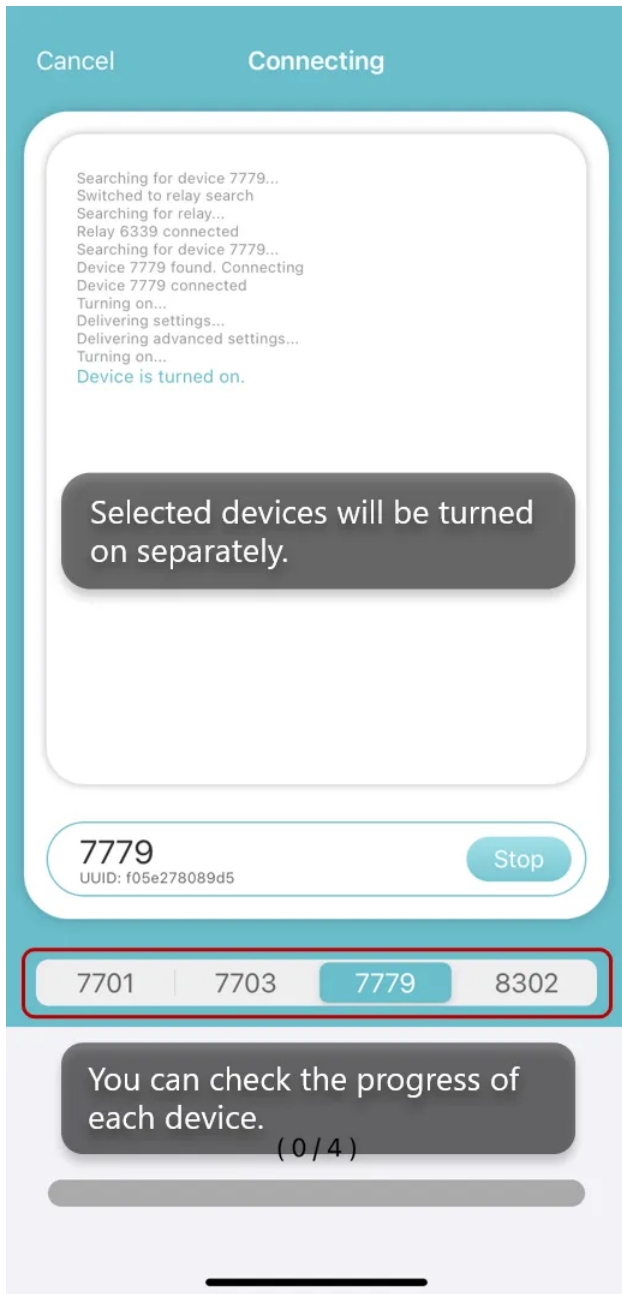 Cancel
Connecting
Searching for device 7779...
Switched to relay search
Searching for relay...
Relay 6339 connected
Searching for device 7779...
Device 7779 found. Connecting
Device 7779 connected
Turning on...
Delivering settings...
Delivering advanced settings...
Turning on...
Device is turned on.
Selected devices will be turned
on separately.
7779
UUID: f05e278089d5
Stop
7701
7703
7779
8302
You can check the progress of
each device.
( 0 / 4 )